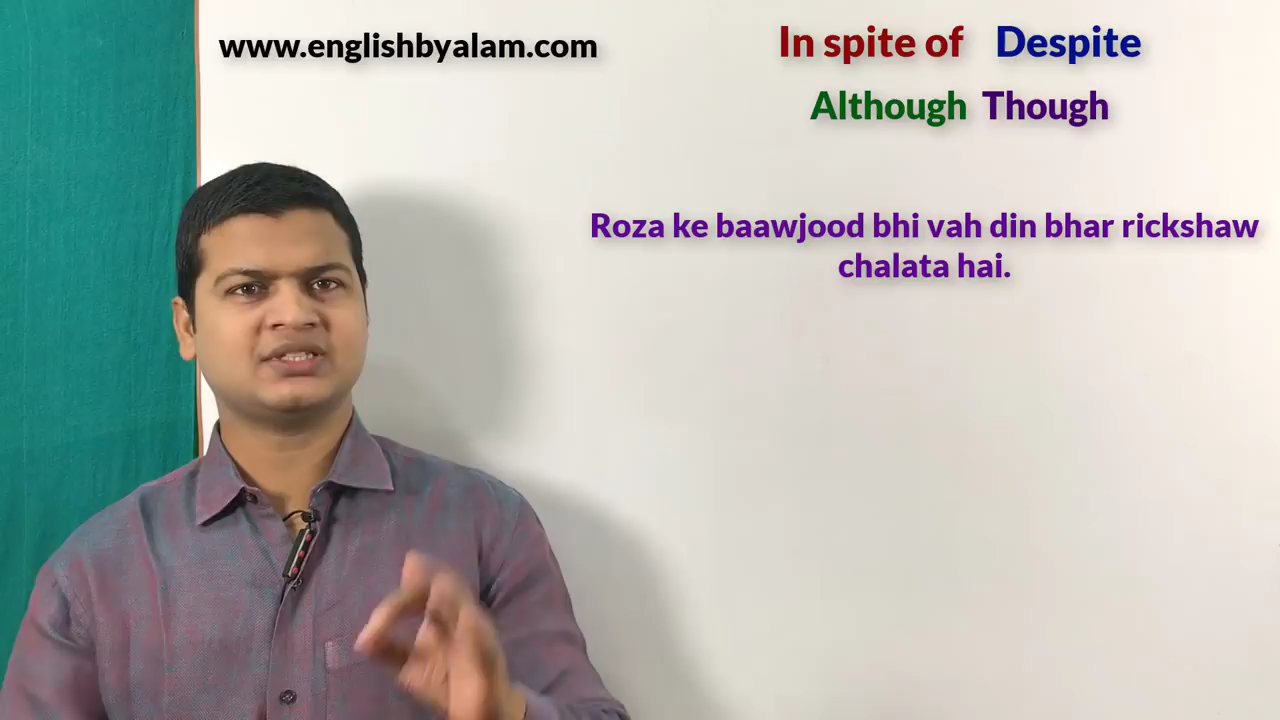 www.englishbyalam.com
In spite of Despite
Although Though
Roza ke baawjood bhi vah din bhar rickshaw
chalata hai.